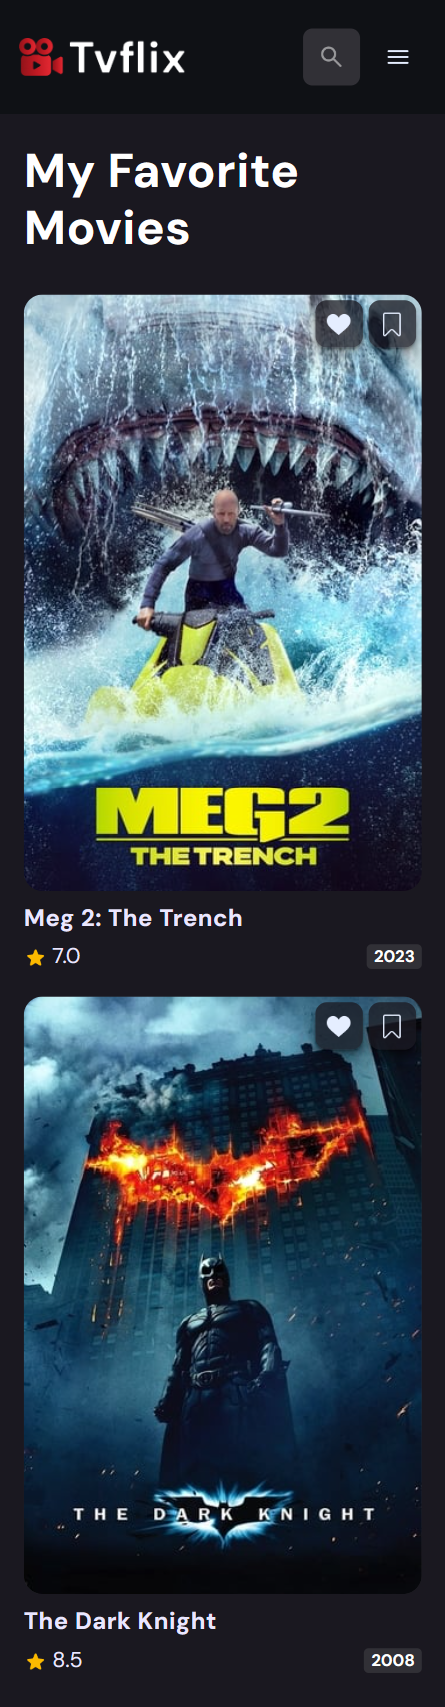 Tvflix
My Favorite
Movies
MEG2
THE TRENCH
Meg 2: The Trench
7.0
2023
THE DARK KNIGHT
The Dark Knight
8.5
2008